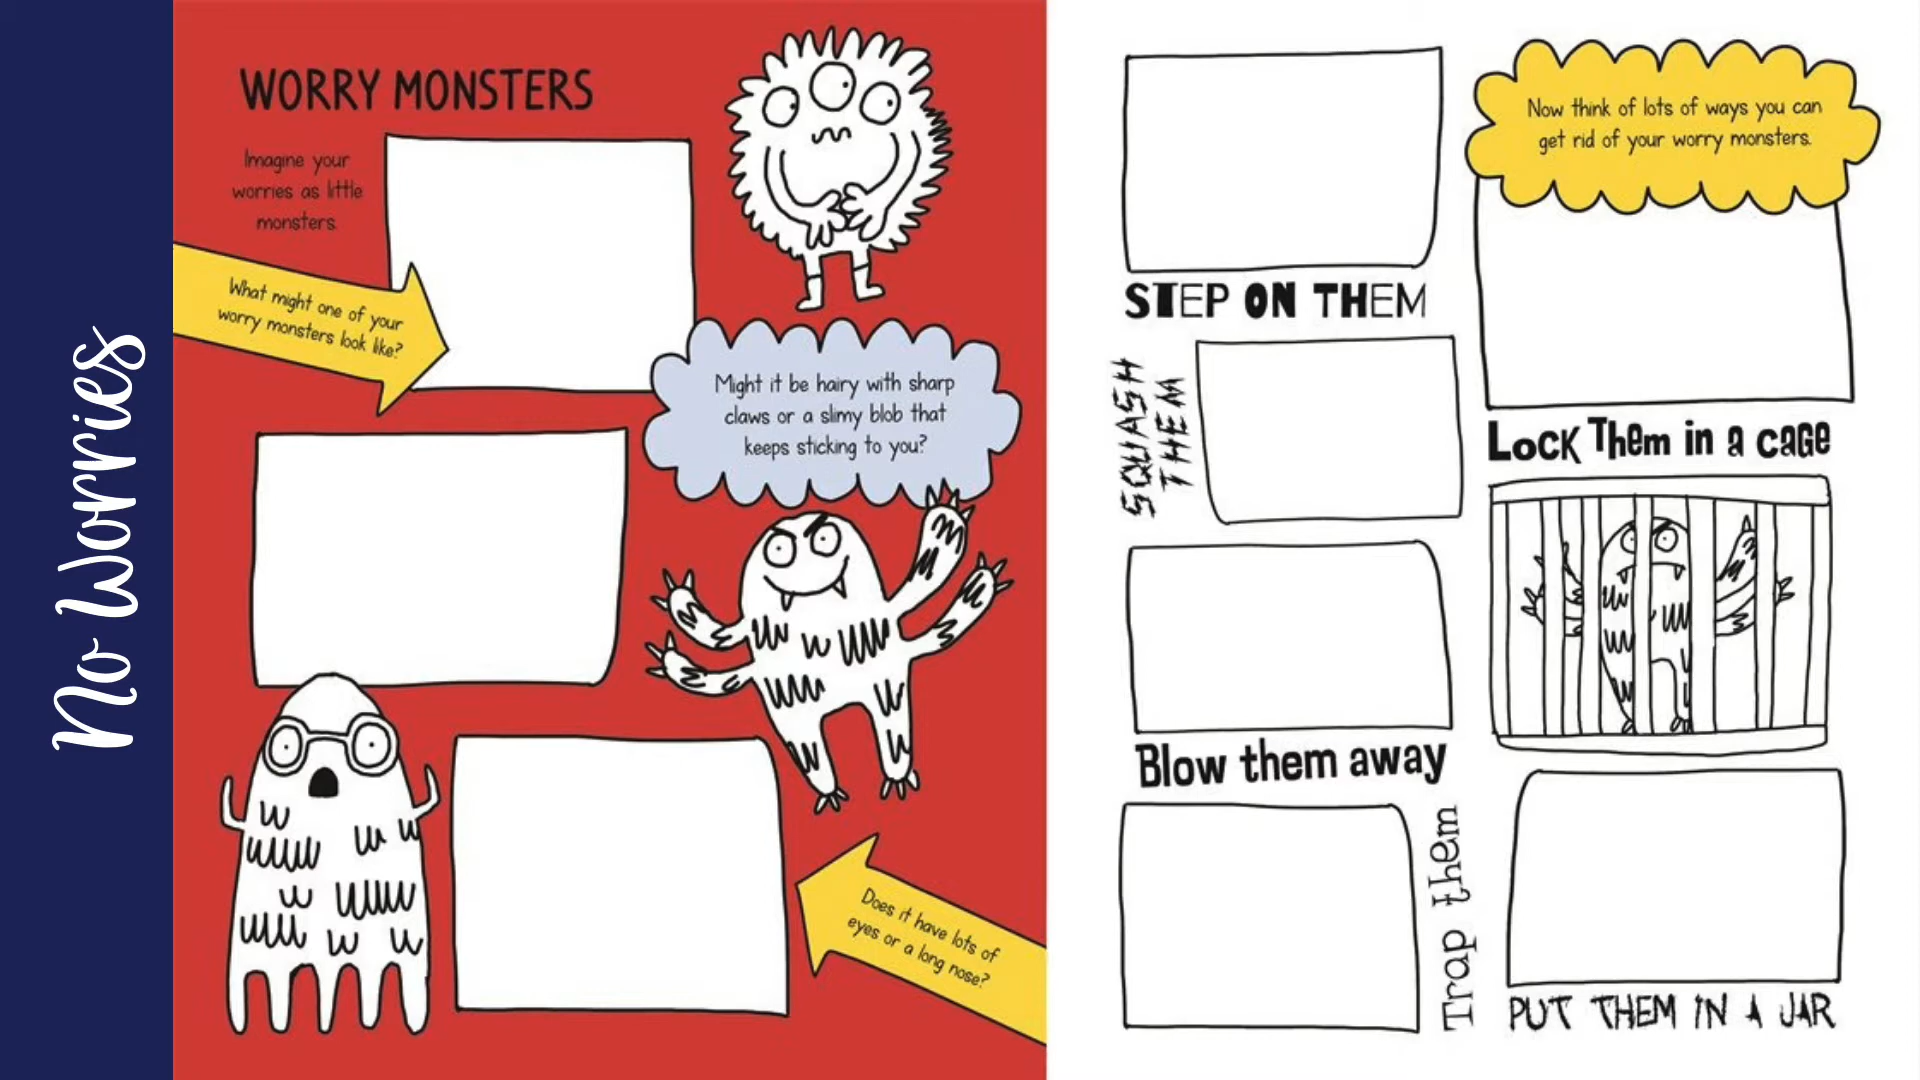 No Worries
WORRY MONSTERS
Imagine your
worries as little
monsters.
What might one of your
worry monsters look like?
Might it be hairy with sharp
claws or a slimy blob that
keeps sticking to you?
Does it have lots of
eyes or a long nose?
Now think of lots of ways you can
get rid of your worry monsters.
STEP ON THEM
SQUASH
THEM
Lock Them in a cage
Blow them away
Trap them
PUT THEM IN A JAR